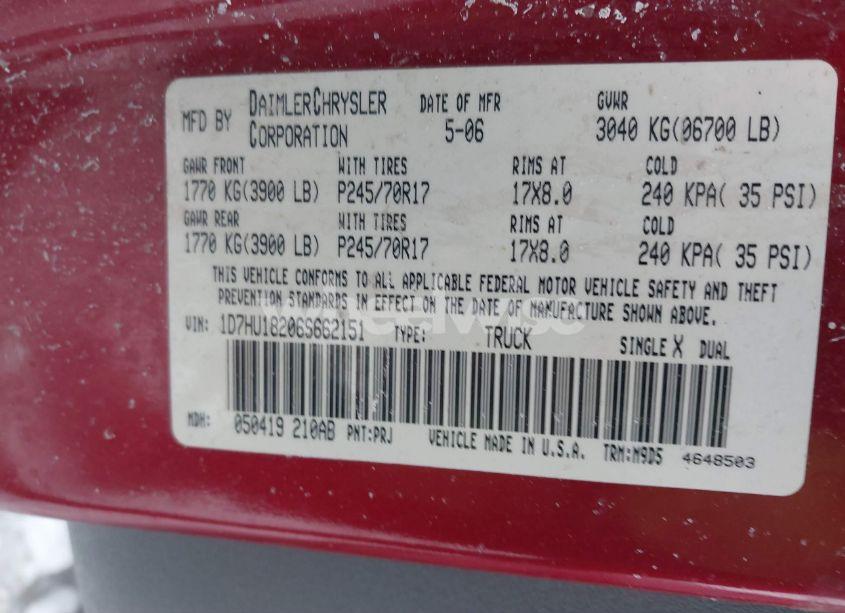 MFD BY DAIMLERCHRYSLER CORPORATION DATE OF MFR 5-06 GVWR 3040 KG(06700 LB)
GAWR FRONT WITH TIRES RIMS AT COLD
1770 KG(3900 LB) P245/70R17 17X8.0 240 KPA( 35 PSI)
GAWR REAR WITH TIRES RIMS AT COLD
1770 KG(3900 LB) P245/70R17 17X8.0 240 KPA( 35 PSI)
THIS VEHICLE CONFORMS TO ALL APPLICABLE FEDERAL MOTOR VEHICLE SAFETY AND THEFT
PREVENTION STANDARDS IN EFFECT ON THE DATE OF MANUFACTURE SHOWN ABOVE.
VIN: 1D7HU18206S662151 TYPE: TRUCK SINGLE X DUAL
MDH: 050419 210AB PNT:PRJ VEHICLE MADE IN U.S.A. TRM:M9D5 4648503